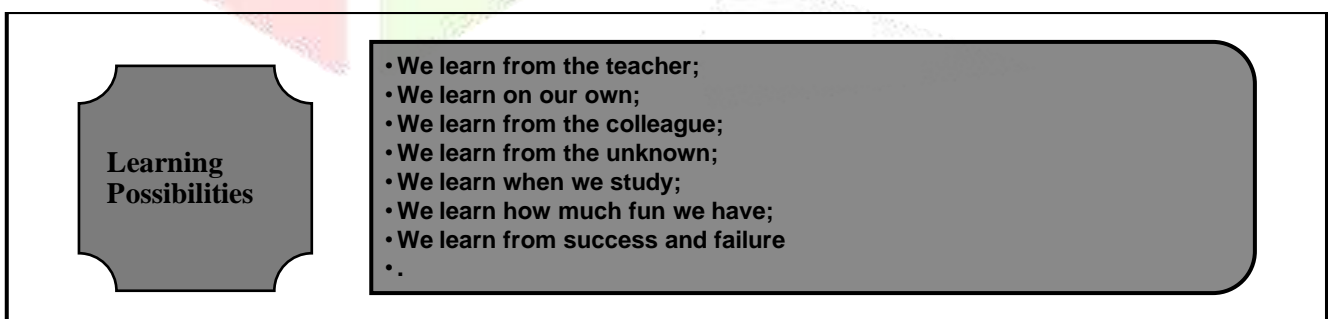 Learning
Possibilities
• We learn from the teacher;
• We learn on our own;
• We learn from the colleague;
• We learn from the unknown;
• We learn when we study;
• We learn how much fun we have;
• We learn from success and failure
• .